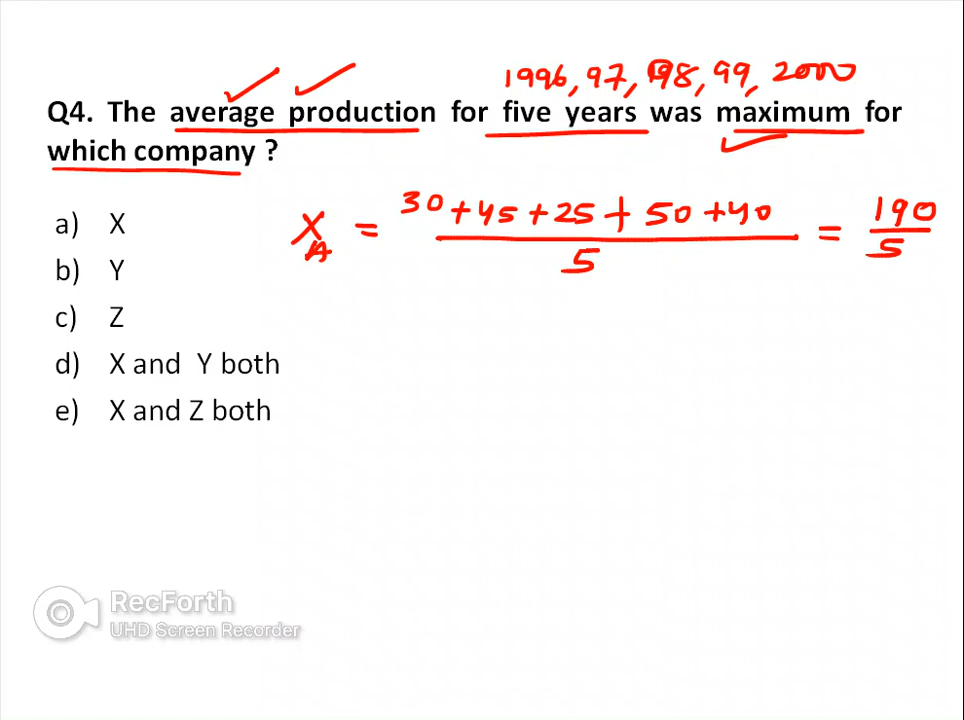 1996, 97, 198, 99, 2000
Q4. The average production for five years was maximum for
which company ?
a) X
b) Y
c) Z
d) X and Y both
e) X and Z both
X = 30 + 45 + 25 + 50 + 40 = 190
A 5 5
RecForth
UHD Screen Recorder